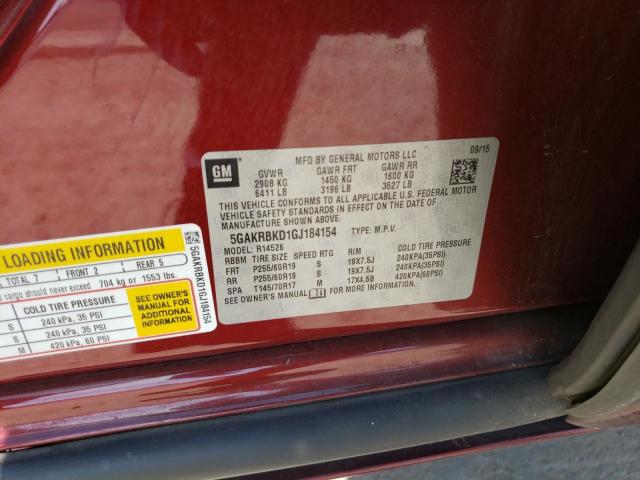 GM
MFD BY GENERAL MOTORS LLC
09/15
GVWR GAWR FRT GAWR RR
2908 KG 1450 KG 1600 KG
6411 LB 3196 LB 3527 LB
THIS VEHICLE CONFORMS TO ALL APPLICABLE U.S. FEDERAL MOTOR
VEHICLE SAFETY, BUMPER, AND THEFT PREVENTION STANDARDS IN EFFECT ON THE DATE OF
MANUFACTURE SHOWN ABOVE.
5GAKRBKD1GJ184154 TYPE: M.P.V.
MODEL: R14526
RBBM TIRE SIZE SPEED RTG RIM COLD TIRE PRESSURE
FRT P255/60R19 S 19X7.5J 240KPA(35PSI)
RR P255/60R19 S 19X7.5J 240KPA(35PSI)
SPA T145/70R17 M 17X4.5B 420KPA(60PSI)
SEE OWNER'S MANUAL FOR MORE INFORMATION
LOADING INFORMATION
TOTAL 7 FRONT 2 REAR 5
cargo should never exceed 704 kg or 1553 lbs.
COLD TIRE PRESSURE
S 240 kPa, 35 PSI
S 240 kPa, 35 PSI
M 420 kPa, 60 PSI
SEE OWNER'S
MANUAL FOR
ADDITIONAL
INFORMATION
5GAKRBKD1GJ184154